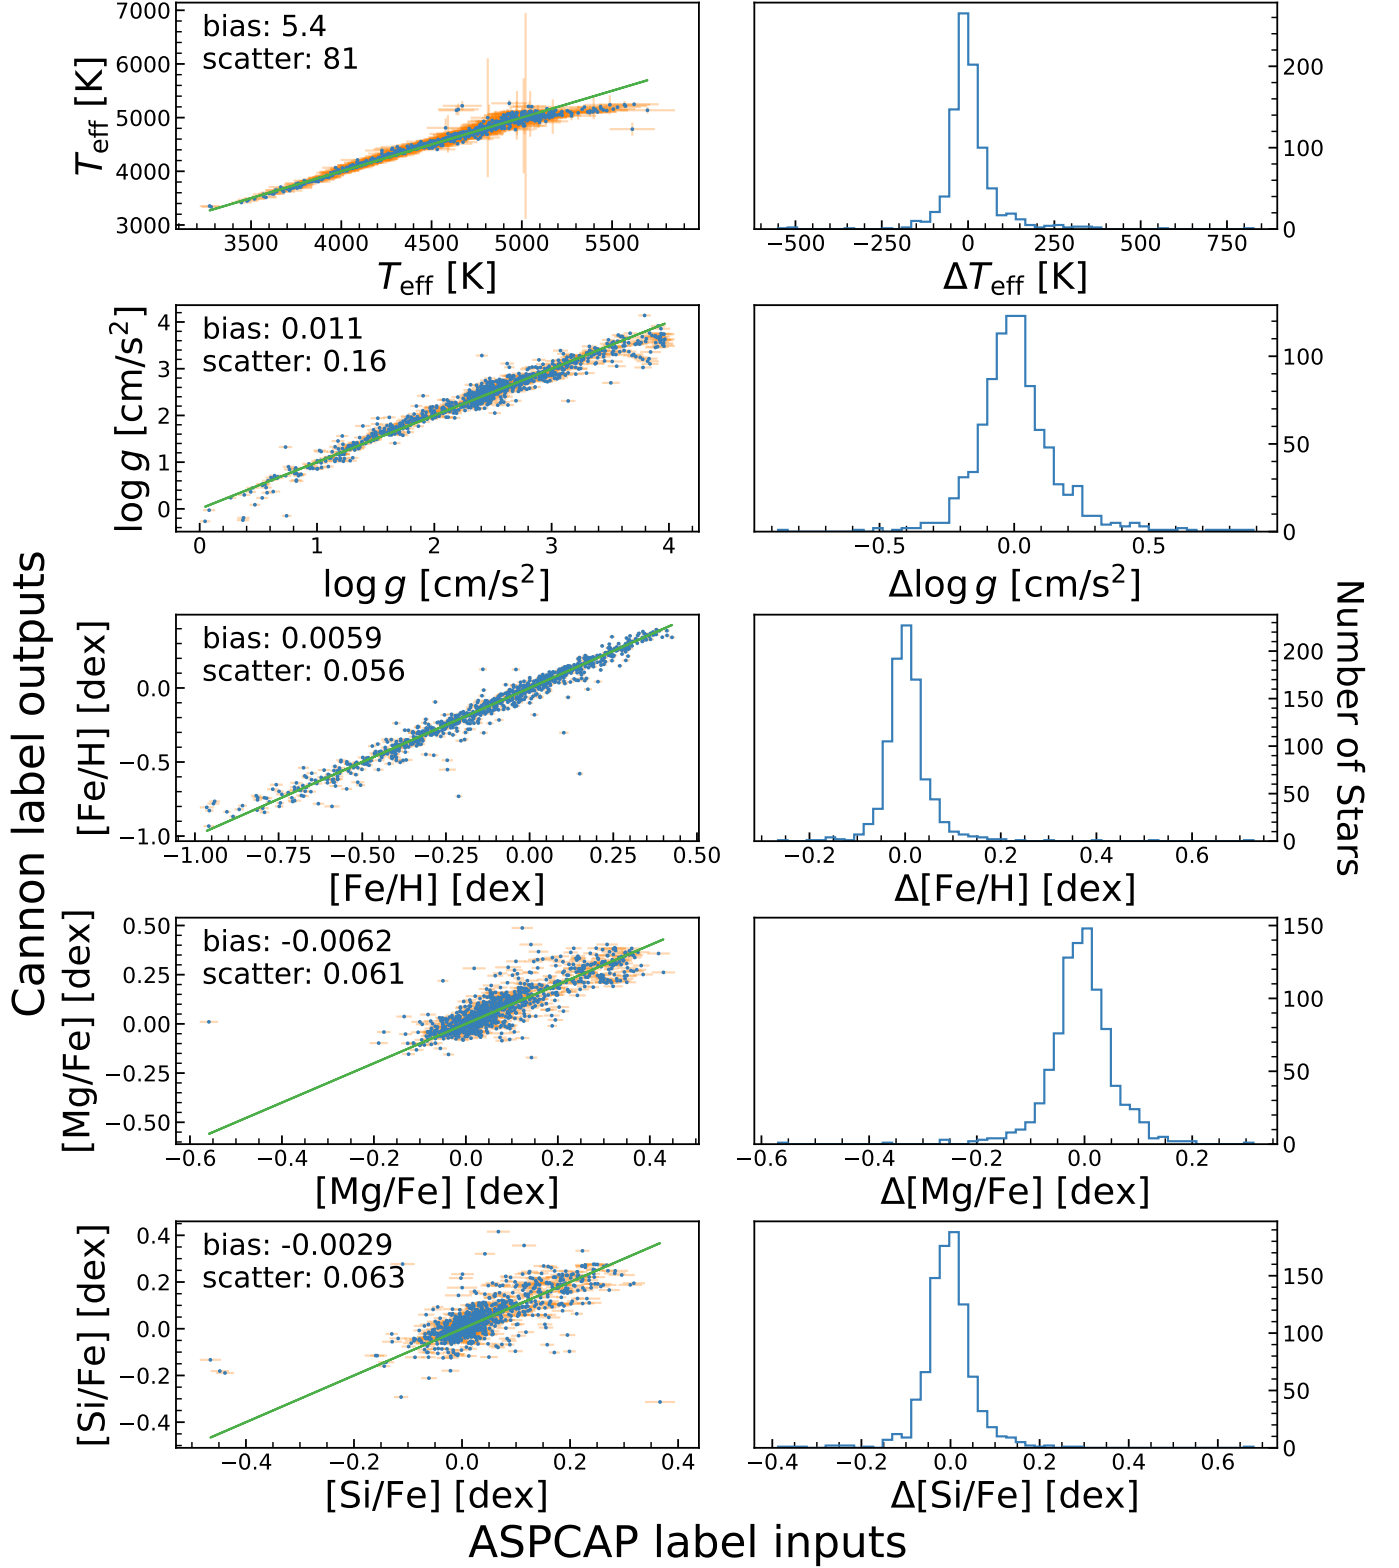 bias: 5.4
scatter: 81
7000
6000
5000
4000
3000
T_eff [K]
3500 4000 4500 5000 5500
T_eff [K]
200
100
0
−500 −250 0 250 500 750
ΔT_eff [K]
bias: 0.011
scatter: 0.16
4
3
2
1
0
log g [cm/s²]
0 1 2 3 4
log g [cm/s²]
100
50
0
−0.5 0.0 0.5
Δlog g [cm/s²]
Cannon label outputs
bias: 0.0059
scatter: 0.056
0.0
−0.5
−1.0
[Fe/H] [dex]
−1.00 −0.75 −0.50 −0.25 0.00 0.25 0.50
[Fe/H] [dex]
200
150
100
50
0
−0.2 0.0 0.2 0.4 0.6
Δ[Fe/H] [dex]
Number of Stars
bias: -0.0062
scatter: 0.061
0.50
0.25
0.00
−0.25
−0.50
[Mg/Fe] [dex]
−0.6 −0.4 −0.2 0.0 0.2 0.4
[Mg/Fe] [dex]
150
100
50
0
−0.6 −0.4 −0.2 0.0 0.2
Δ[Mg/Fe] [dex]
bias: -0.0029
scatter: 0.063
0.4
0.2
0.0
−0.2
−0.4
[Si/Fe] [dex]
−0.4 −0.2 0.0 0.2 0.4
[Si/Fe] [dex]
150
100
50
0
−0.4 −0.2 0.0 0.2 0.4 0.6
Δ[Si/Fe] [dex]
ASPCAP label inputs